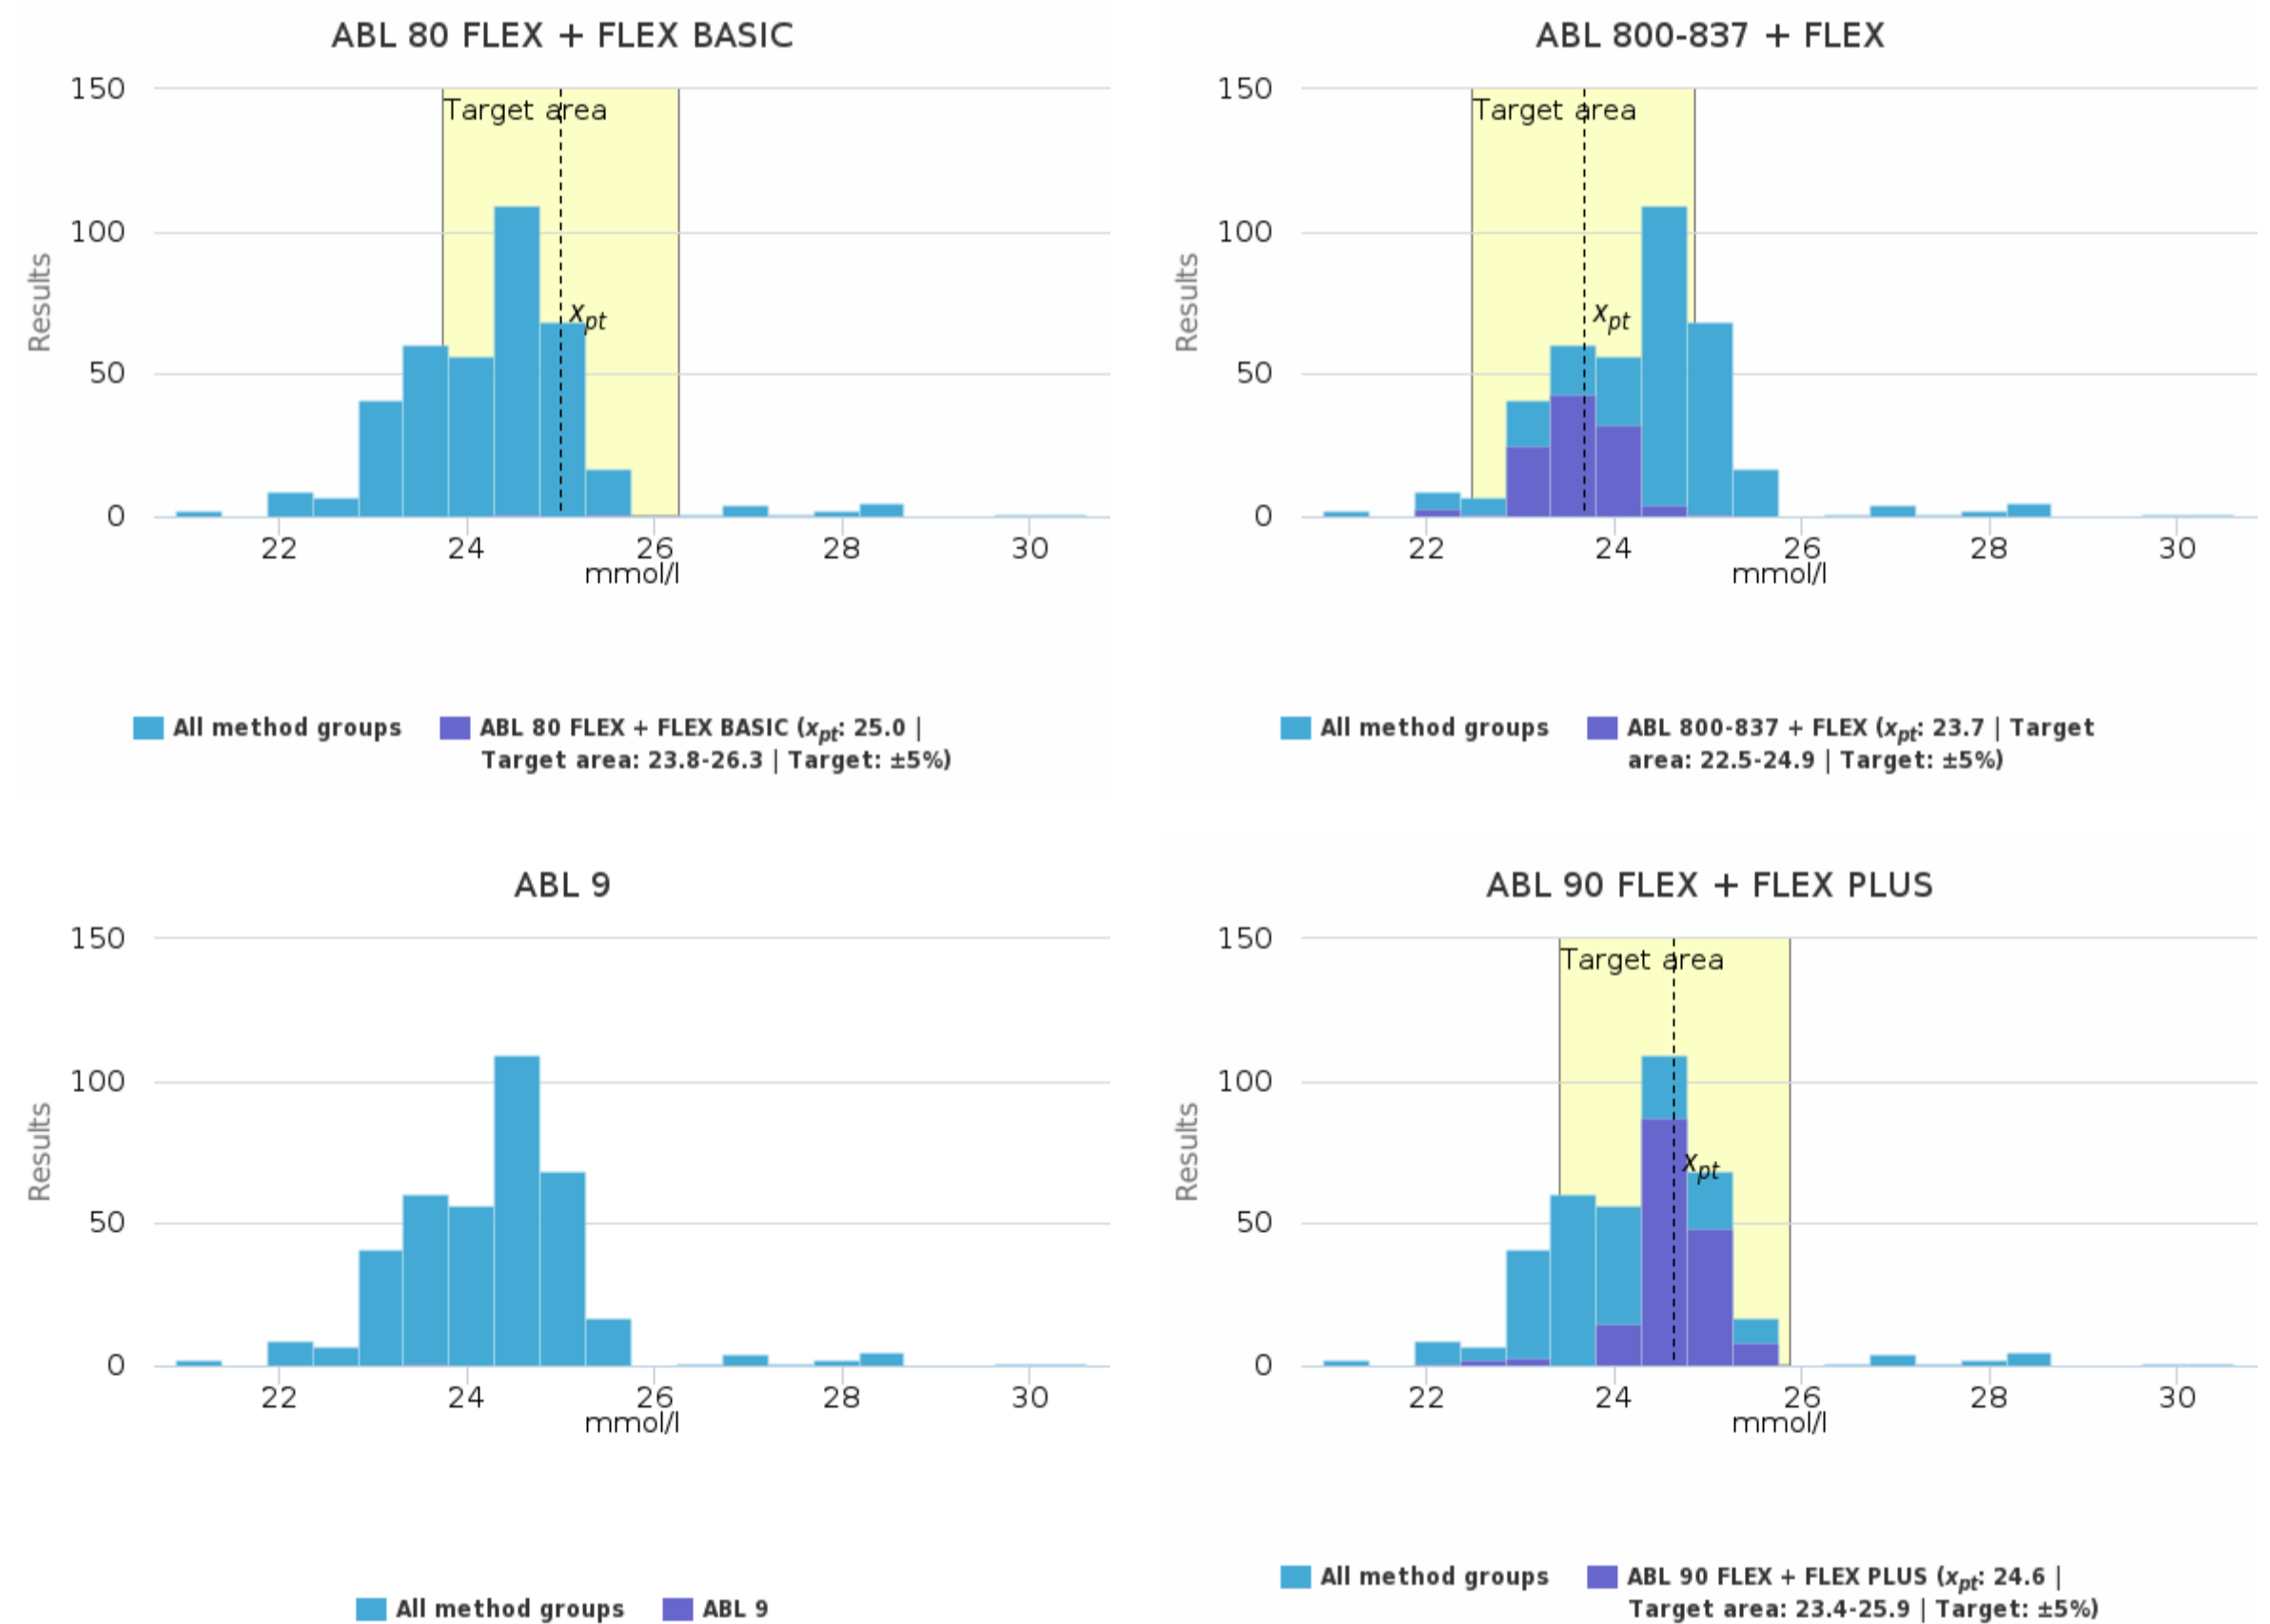 ABL 80 FLEX + FLEX BASIC
150
Target area
100
Results
xpt
50
0
22 24 26 28 30
mmol/l
All method groups
ABL 80 FLEX + FLEX BASIC (xpt: 25.0 |
Target area: 23.8-26.3 | Target: ±5%)
ABL 800-837 + FLEX
150
Target area
100
Results
xpt
50
0
22 24 26 28 30
mmol/l
All method groups
ABL 800-837 + FLEX (xpt: 23.7 | Target
area: 22.5-24.9 | Target: ±5%)
ABL 9
150
100
Results
50
0
22 24 26 28 30
mmol/l
All method groups
ABL 9
ABL 90 FLEX + FLEX PLUS
150
Target area
100
Results
xpt
50
0
22 24 26 28 30
mmol/l
All method groups
ABL 90 FLEX + FLEX PLUS (xpt: 24.6 |
Target area: 23.4-25.9 | Target: ±5%)